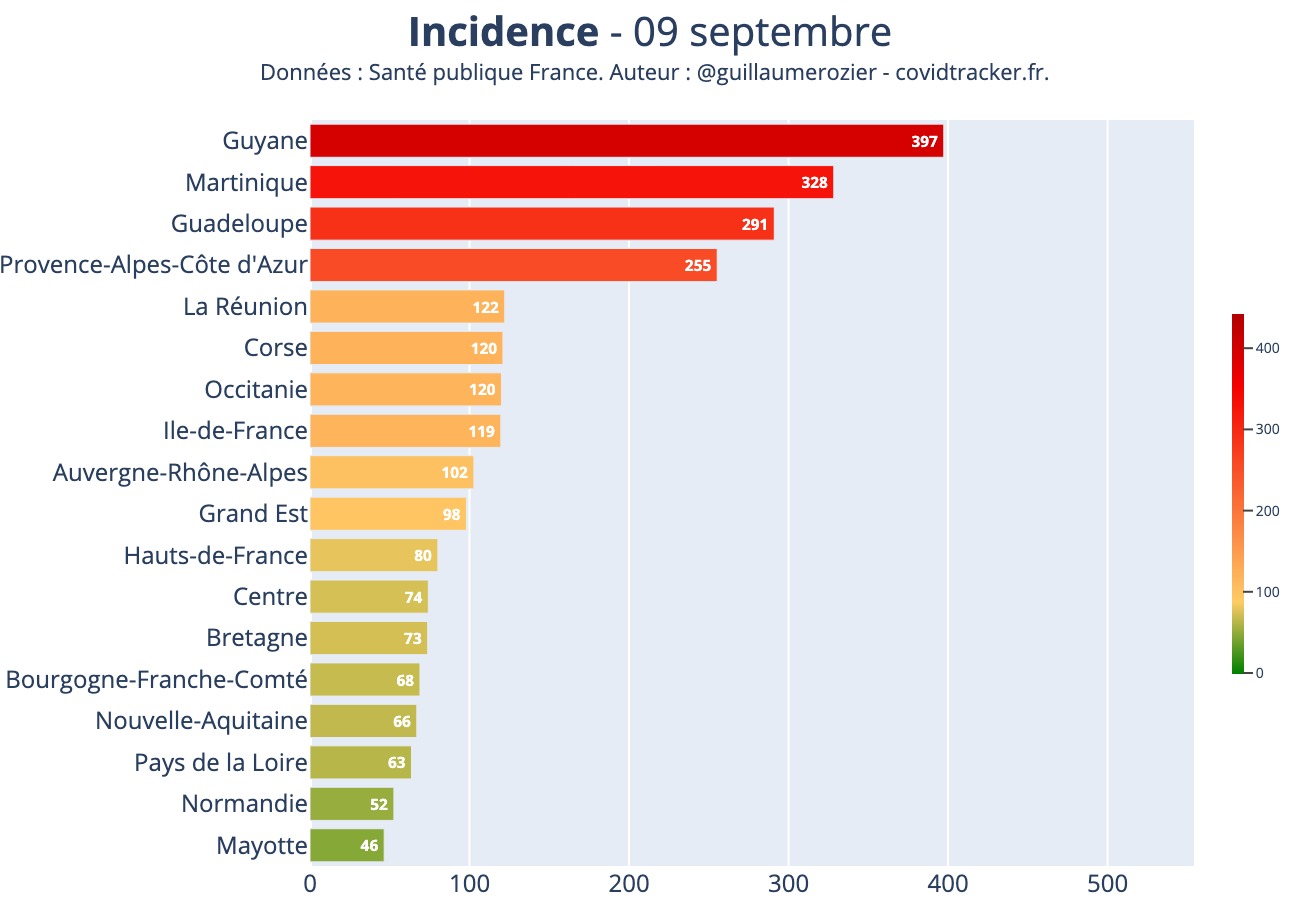 Incidence - 09 septembre
Données : Santé publique France. Auteur : @guillaumerozier - covidtracker.fr.
Guyane 397
Martinique 328
Guadeloupe 291
Provence-Alpes-Côte d'Azur 255
La Réunion 122
Corse 120
Occitanie 120
Ile-de-France 119
Auvergne-Rhône-Alpes 102
Grand Est 98
Hauts-de-France 80
Centre 74
Bretagne 73
Bourgogne-Franche-Comté 68
Nouvelle-Aquitaine 66
Pays de la Loire 63
Normandie 52
Mayotte 46
0 100 200 300 400 500
400
300
200
100
0